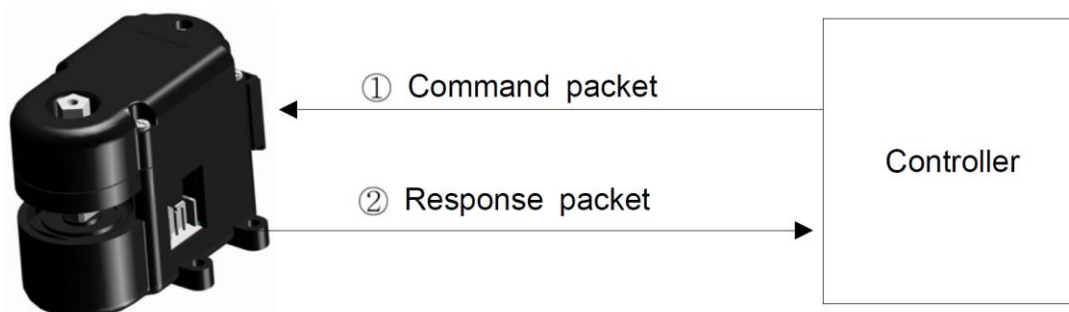 ① Command packet
Controller
② Response packet